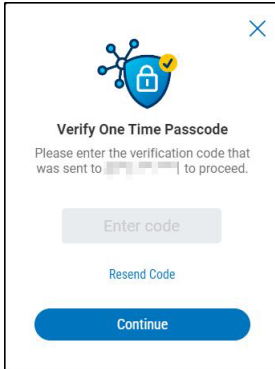 Verify One Time Passcode
Please enter the verification code that
was sent to to proceed.
Enter code
Resend Code
Continue